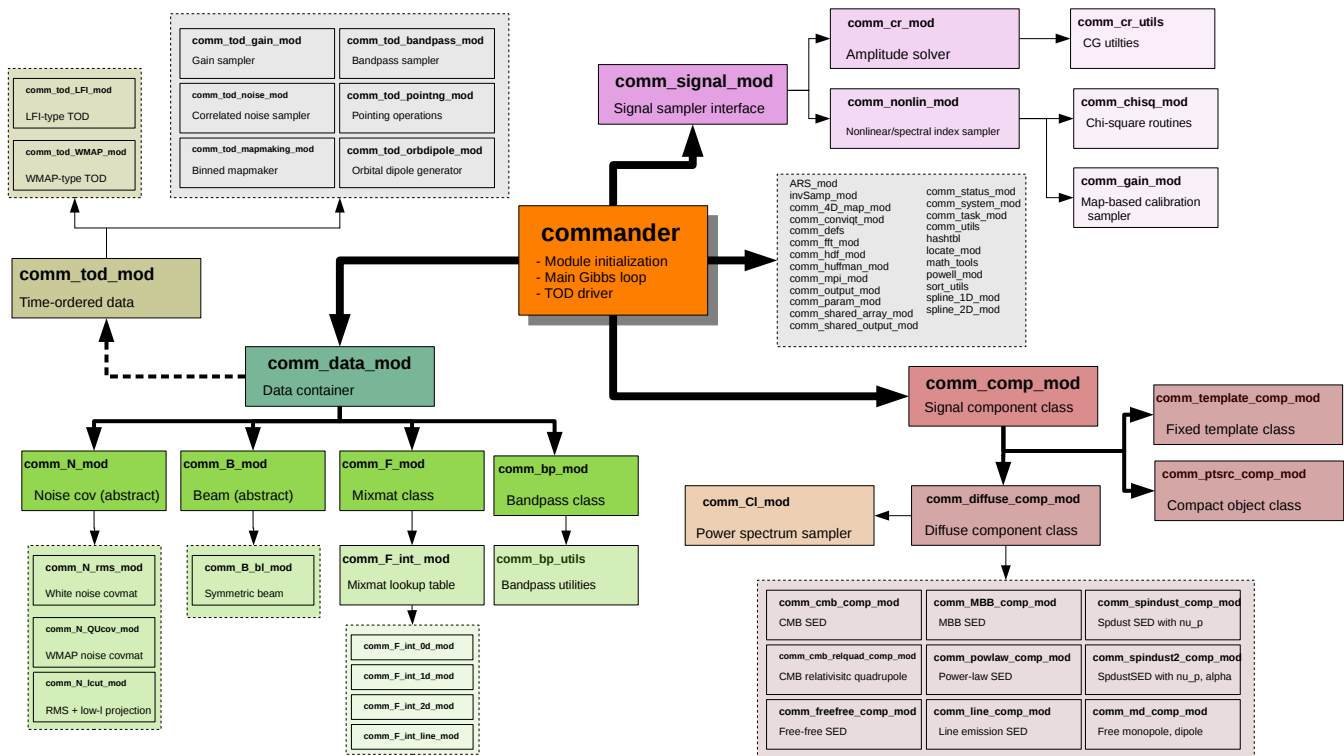 comm_tod_LFI_mod
LFI-type TOD
comm_tod_WMAP_mod
WMAP-type TOD
comm_tod_gain_mod
Gain sampler
comm_tod_bandpass_mod
Bandpass sampler
comm_tod_noise_mod
Correlated noise sampler
comm_tod_pointng_mod
Pointing operations
comm_tod_mapmaking_mod
Binned mapmaker
comm_tod_orbdipole_mod
Orbital dipole generator
comm_signal_mod
Signal sampler interface
comm_cr_mod
Amplitude solver
comm_cr_utils
CG utilties
comm_nonlin_mod
Nonlinear/spectral index sampler
comm_chisq_mod
Chi-square routines
comm_gain_mod
Map-based calibration
sampler
commander
- Module initialization
- Main Gibbs loop
- TOD driver
ARS_mod
invSamp_mod
comm_4D_map_mod
comm_conviqt_mod
comm_defs
comm_fft_mod
comm_hdf_mod
comm_huffman_mod
comm_mpi_mod
comm_output_mod
comm_param_mod
comm_shared_array_mod
comm_shared_output_mod
comm_status_mod
comm_system_mod
comm_task_mod
comm_utils
hashtbl
locate_mod
math_tools
powell_mod
sort_utils
spline_1D_mod
spline_2D_mod
comm_tod_mod
Time-ordered data
comm_data_mod
Data container
comm_comp_mod
Signal component class
comm_template_comp_mod
Fixed template class
comm_ptsrc_comp_mod
Compact object class
comm_N_mod
Noise cov (abstract)
comm_B_mod
Beam (abstract)
comm_F_mod
Mixmat class
comm_bp_mod
Bandpass class
comm_Cl_mod
Power spectrum sampler
comm_diffuse_comp_mod
Diffuse component class
comm_N_rms_mod
White noise covmat
comm_N_QUcov_mod
WMAP noise covmat
comm_N_lcut_mod
RMS + low-l projection
comm_B_bl_mod
Symmetric beam
comm_F_int_ mod
Mixmat lookup table
comm_bp_utils
Bandpass utilities
comm_F_int_0d_mod
comm_F_int_1d_mod
comm_F_int_2d_mod
comm_F_int_line_mod
comm_cmb_comp_mod
CMB SED
comm_MBB_comp_mod
MBB SED
comm_spindust_comp_mod
Spdust SED with nu_p
comm_cmb_relquad_comp_mod
CMB relativisitc quadrupole
comm_powlaw_comp_mod
Power-law SED
comm_spindust2_comp_mod
SpdustSED with nu_p, alpha
comm_freefree_comp_mod
Free-free SED
comm_line_comp_mod
Line emission SED
comm_md_comp_mod
Free monopole, dipole